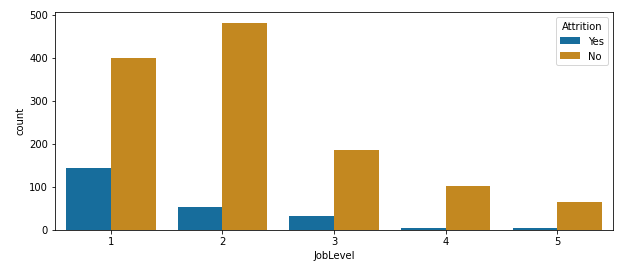 500
400
300
200
100
0
count
1 2 3 4 5
JobLevel
Attrition
Yes
No